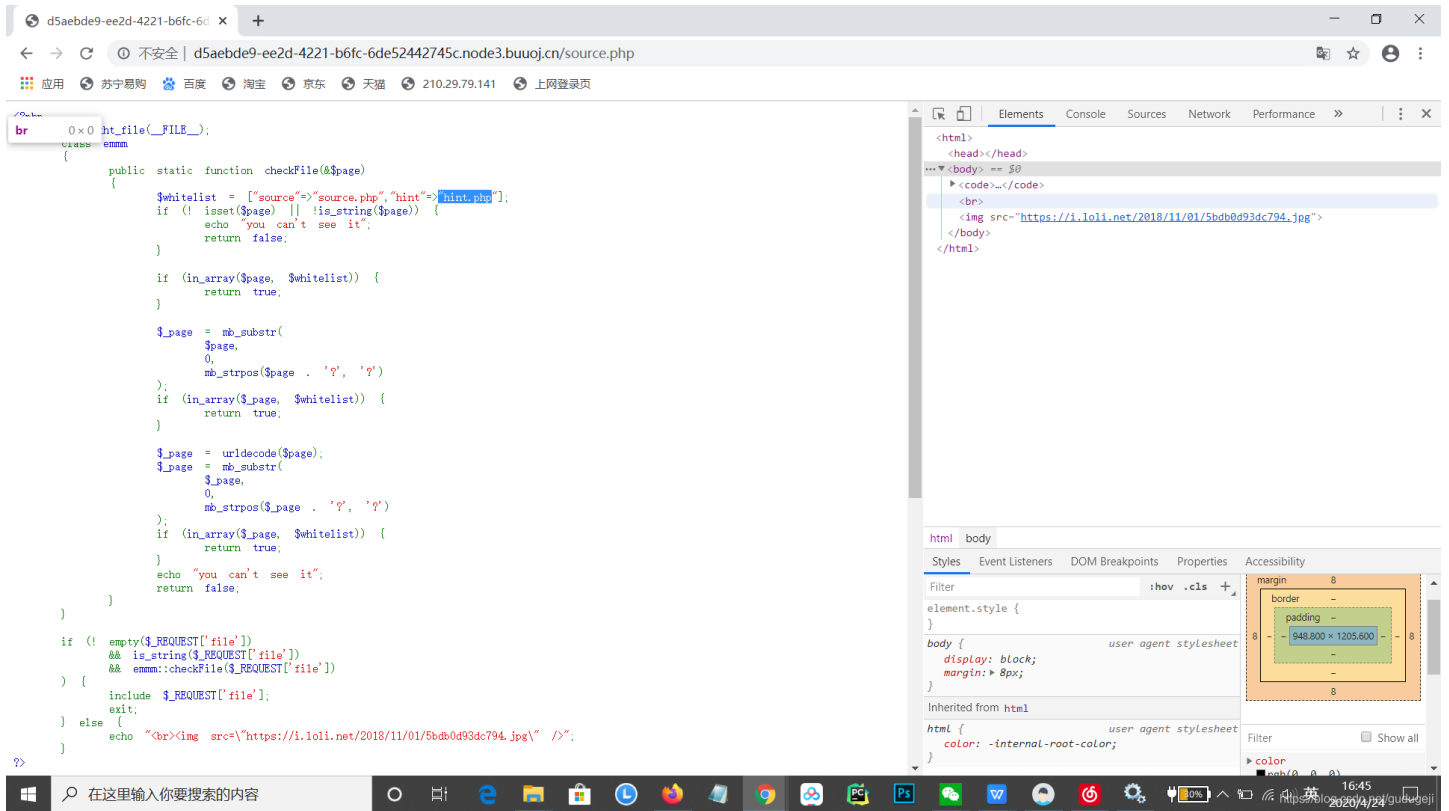 d5aebde9-ee2d-4221-b6fc-6d
不安全 | d5aebde9-ee2d-4221-b6fc-6de52442745c.node3.buuoj.cn/source.php
应用 苏宁易购 百度 淘宝 京东 天猫 210.29.79.141 上网登录页
<?php
br 0 × 0 ht_file(__FILE__);
class emmm
{
public static function checkFile(&$page)
{
$whitelist = ["source"=>"source.php","hint"=>"hint.php"];
if (! isset($page) || !is_string($page)) {
echo "you can't see it";
return false;
}
if (in_array($page, $whitelist)) {
return true;
}
$_page = mb_substr(
$page,
0,
mb_strpos($page . '?', '?')
);
if (in_array($_page, $whitelist)) {
return true;
}
$_page = urldecode($page);
$_page = mb_substr(
$_page,
0,
mb_strpos($_page . '?', '?')
);
if (in_array($_page, $whitelist)) {
return true;
}
echo "you can't see it";
return false;
}
}
if (! empty($_REQUEST['file'])
&& is_string($_REQUEST['file'])
&& emmm::checkFile($_REQUEST['file'])
) {
include $_REQUEST['file'];
exit;
} else {
echo "<br><img src=\"https://i.loli.net/2018/11/01/5bdb0d93dc794.jpg\" />";
}
?>
Elements Console Sources Network Performance »
<html>
<head></head>
<body> == $0
<code>…</code>
<br>
<img src="https://i.loli.net/2018/11/01/5bdb0d93dc794.jpg">
</body>
</html>
html body
Styles Event Listeners DOM Breakpoints Properties Accessibility
Filter :hov .cls +
element.style {
}
body { user agent stylesheet
display: block;
margin: 8px;
}
Inherited from html
html { user agent stylesheet
color: -internal-root-color;
}
margin 8
border –
padding –
8 – – 948.800 × 1205.600 – – 8
–
–
8
Filter Show all
color
rgb(0, 0, 0)
在这里输入你要搜索的内容
80% 英 16:45
2020/4/24